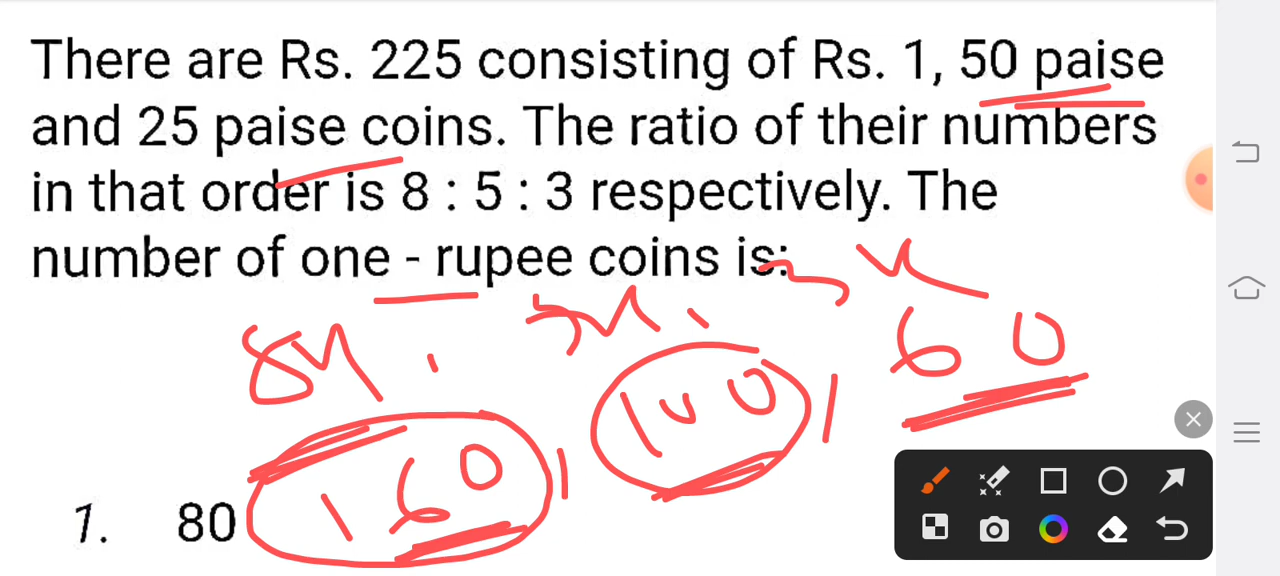 There are Rs. 225 consisting of Rs. 1, 50 paise
and 25 paise coins. The ratio of their numbers
in that order is 8 : 5 : 3 respectively. The
number of one - rupee coins is:
8x, 5x, 3x
160, 100, 60
1. 80